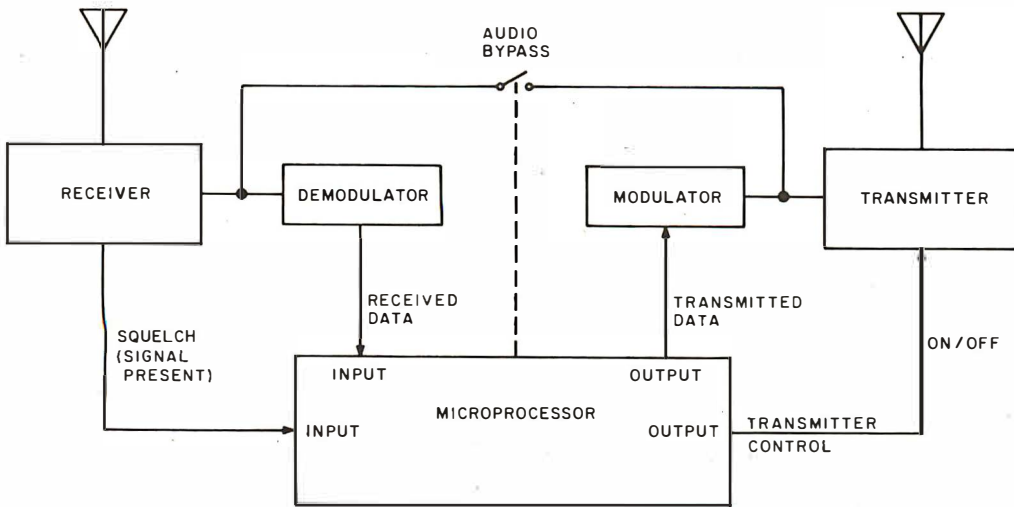 AUDIO
BYPASS
RECEIVER
DEMODULATOR
MODULATOR
TRANSMITTER
RECEIVED
DATA
TRANSMITTED
DATA
SQUELCH
(SIGNAL
PRESENT)
ON/OFF
INPUT
OUTPUT
MICROPROCESSOR
INPUT
OUTPUT
TRANSMITTER
CONTROL